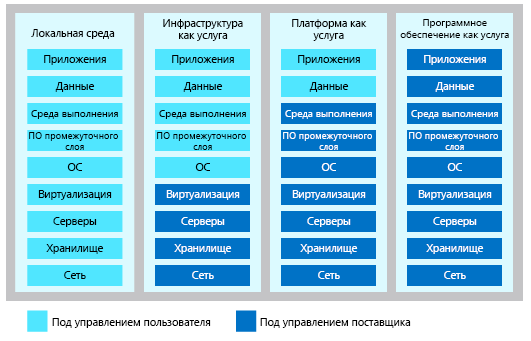 Локальная среда
Приложения
Данные
Среда выполнения
ПО промежуточного
слоя
ОС
Виртуализация
Серверы
Хранилище
Сеть
Инфраструктура
как услуга
Приложения
Данные
Среда выполнения
ПО промежуточного
слоя
ОС
Виртуализация
Серверы
Хранилище
Сеть
Платформа как
услуга
Приложения
Данные
Среда выполнения
ПО промежуточного
слоя
ОС
Виртуализация
Серверы
Хранилище
Сеть
Программное
обеспечение как услуга
Приложения
Данные
Среда выполнения
ПО промежуточного
слоя
ОС
Виртуализация
Серверы
Хранилище
Сеть
Под управлением пользователя
Под управлением поставщика